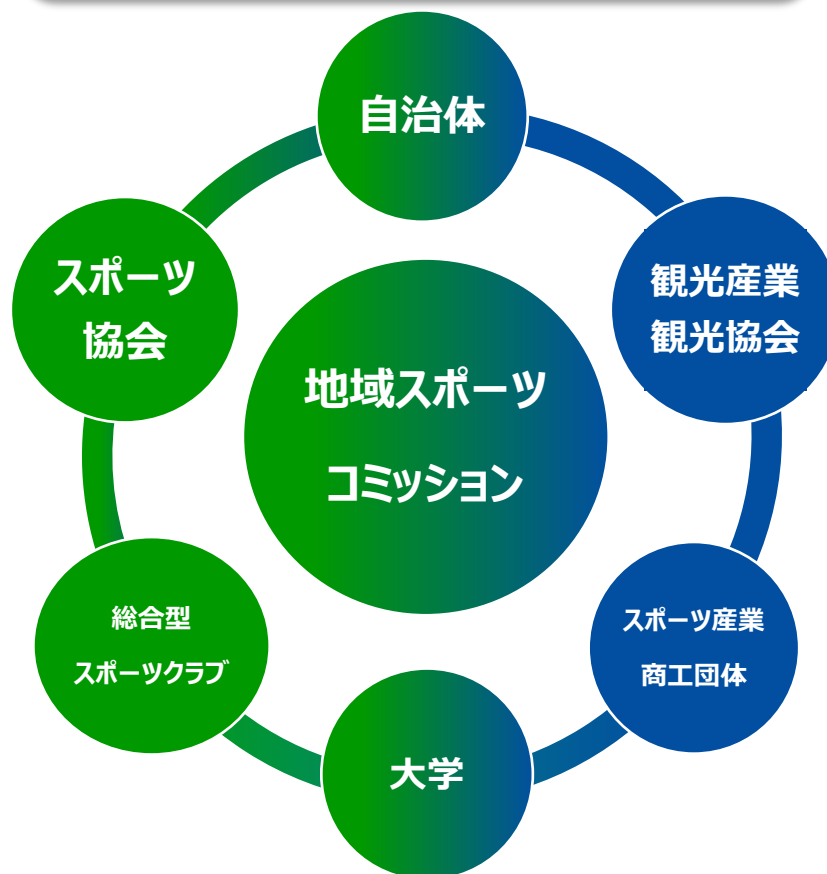 自治体
スポーツ
協会
観光産業
観光協会
地域スポーツ
コミッション
総合型
スポーツクラブ
スポーツ産業
商工団体
大学